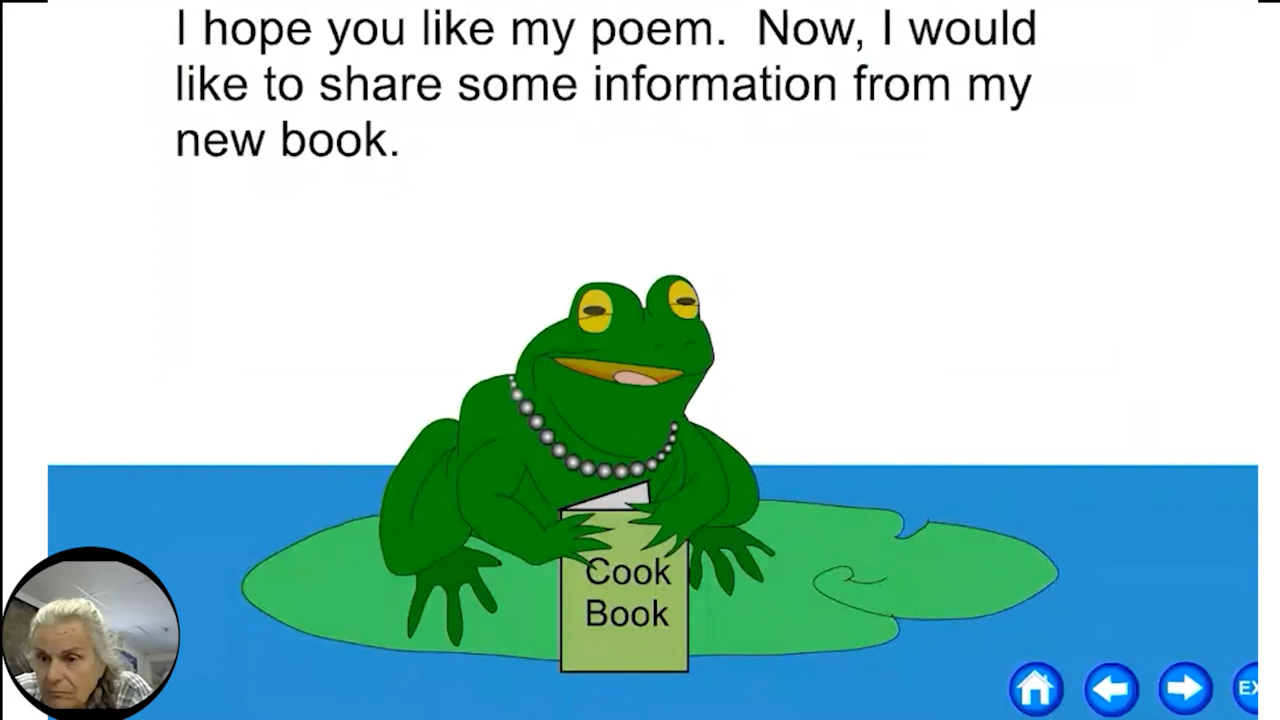 I hope you like my poem. Now, I would
like to share some information from my
new book.
Cook
Book